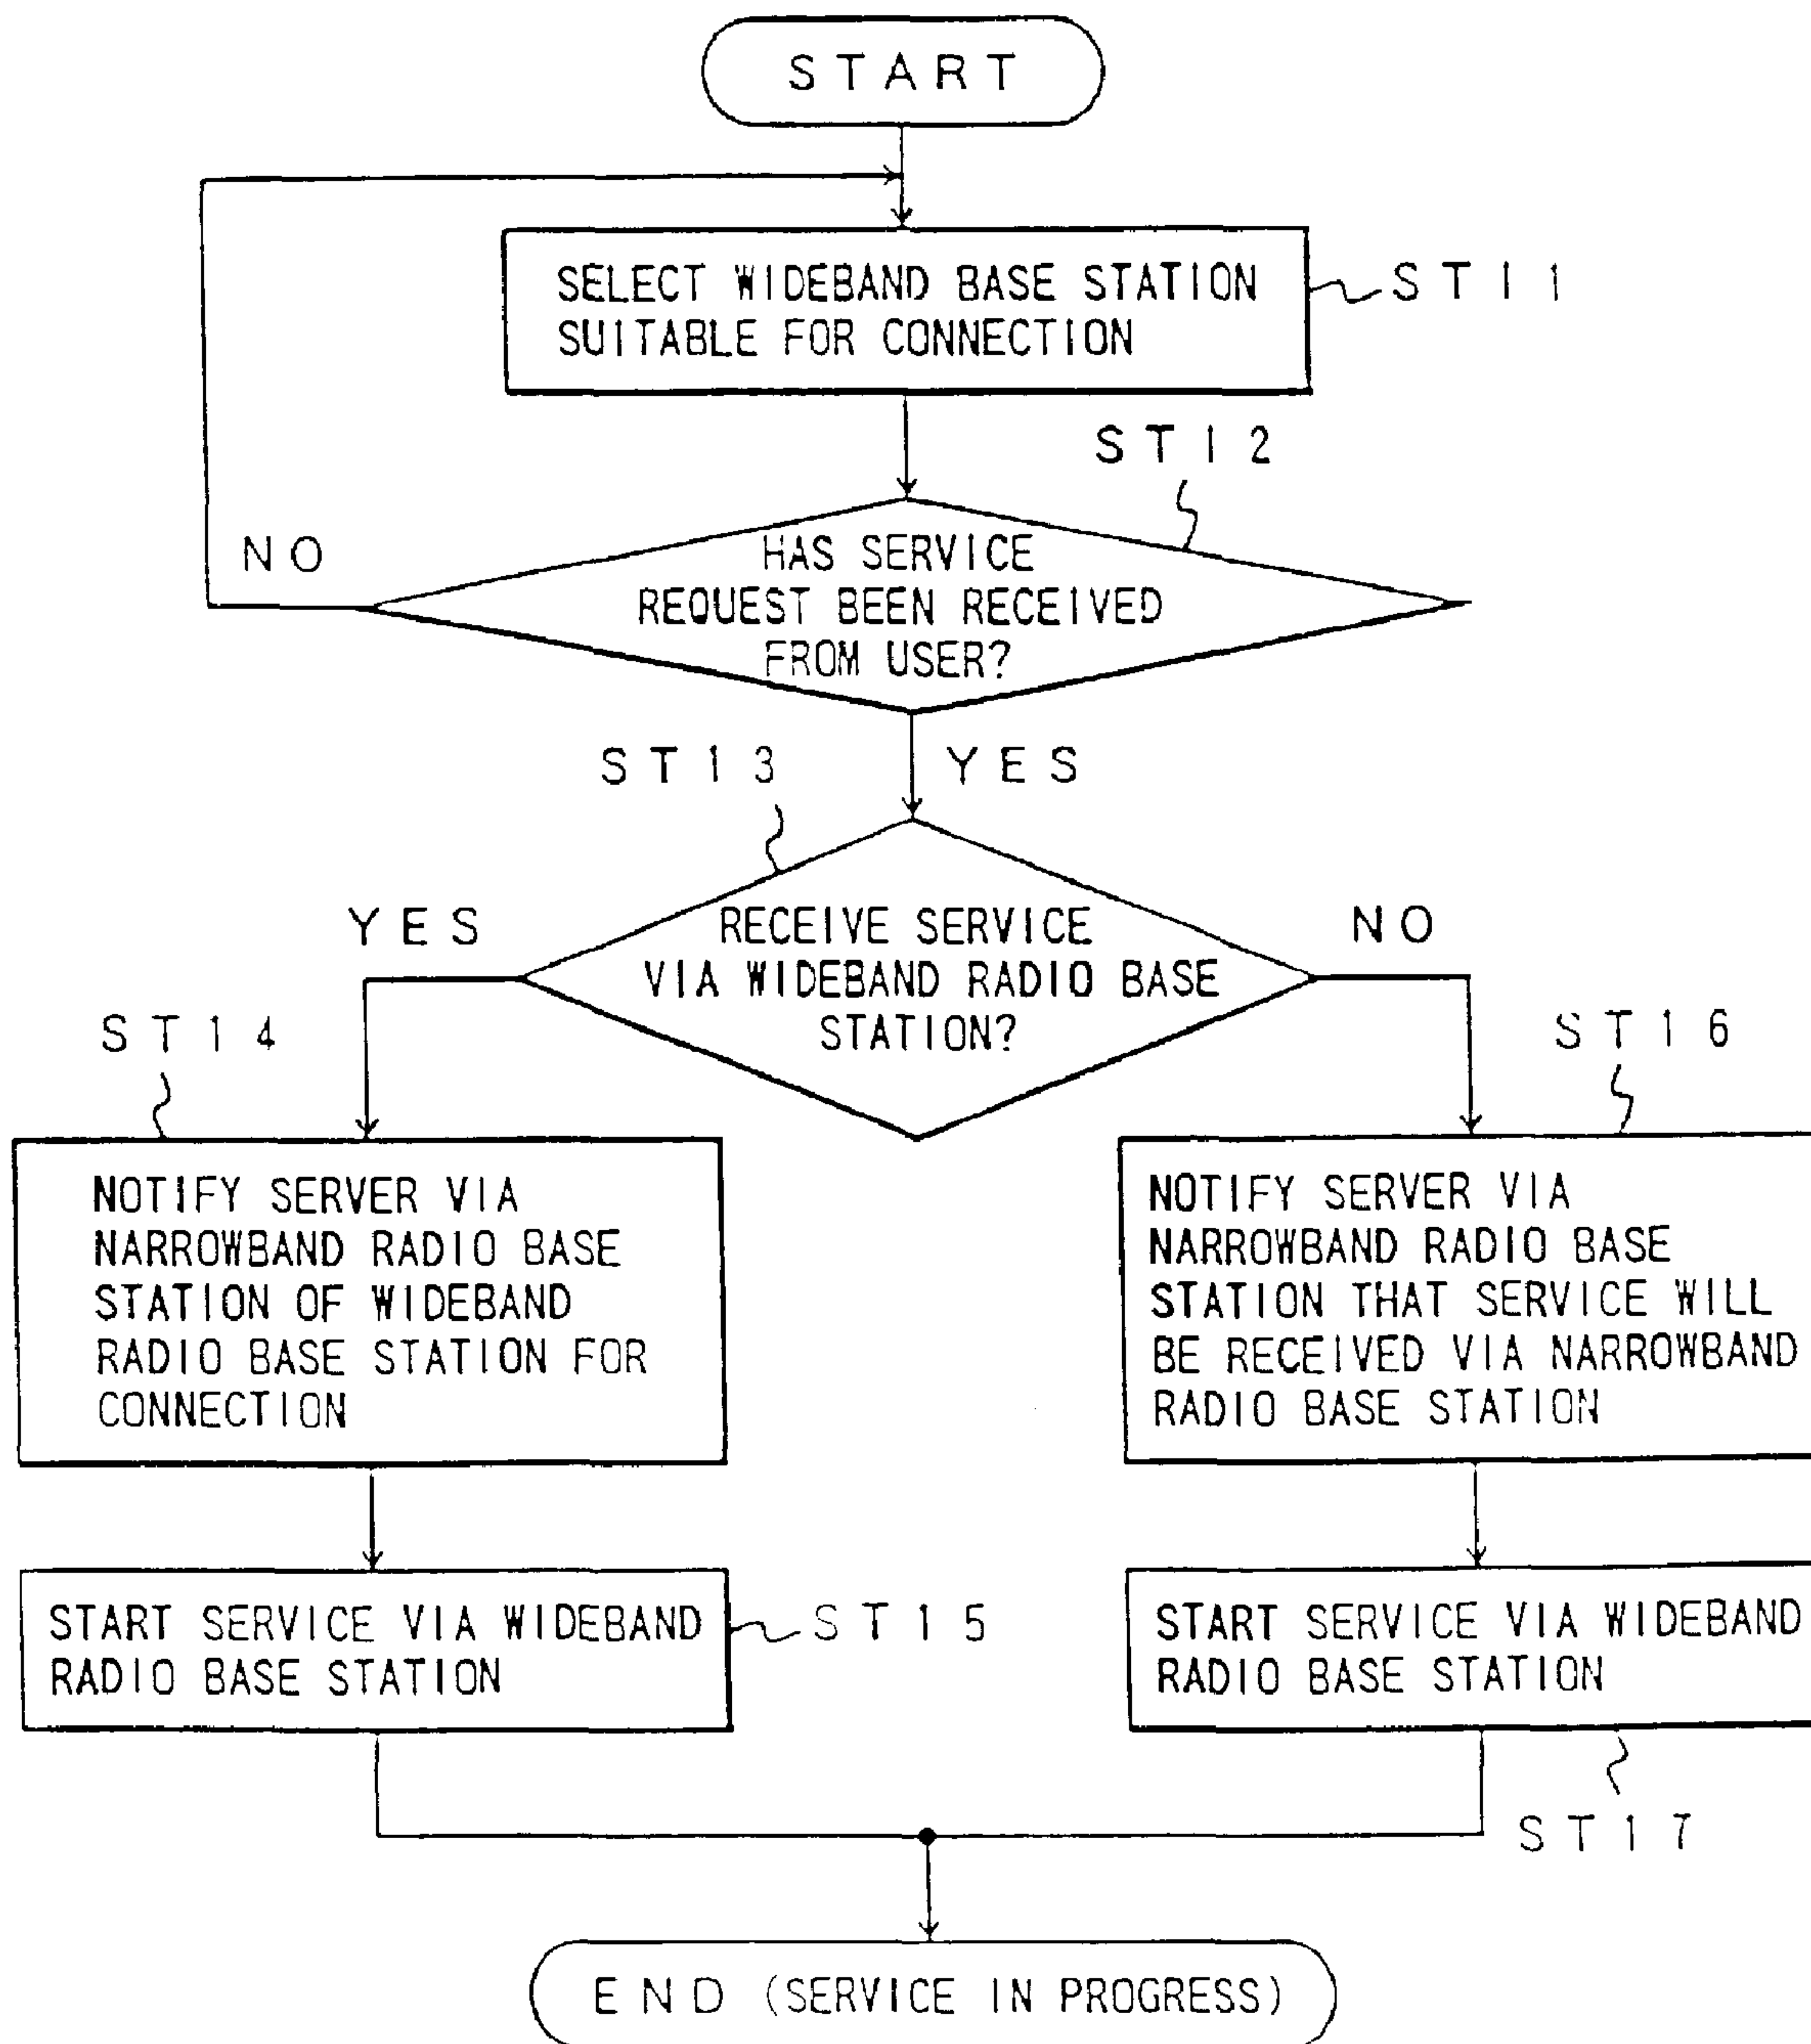 START
SELECT WIDEBAND BASE STATION
SUITABLE FOR CONNECTION
ST11
ST12
HAS SERVICE
REQUEST BEEN RECEIVED
FROM USER?
NO
YES
ST13
RECEIVE SERVICE
VIA WIDEBAND RADIO BASE
STATION?
YES
NO
ST14
NOTIFY SERVER VIA
NARROWBAND RADIO BASE
STATION OF WIDEBAND
RADIO BASE STATION FOR
CONNECTION
ST16
NOTIFY SERVER VIA
NARROWBAND RADIO BASE
STATION THAT SERVICE WILL
BE RECEIVED VIA NARROWBAND
RADIO BASE STATION
START SERVICE VIA WIDEBAND
RADIO BASE STATION
ST15
START SERVICE VIA WIDEBAND
RADIO BASE STATION
ST17
END (SERVICE IN PROGRESS)